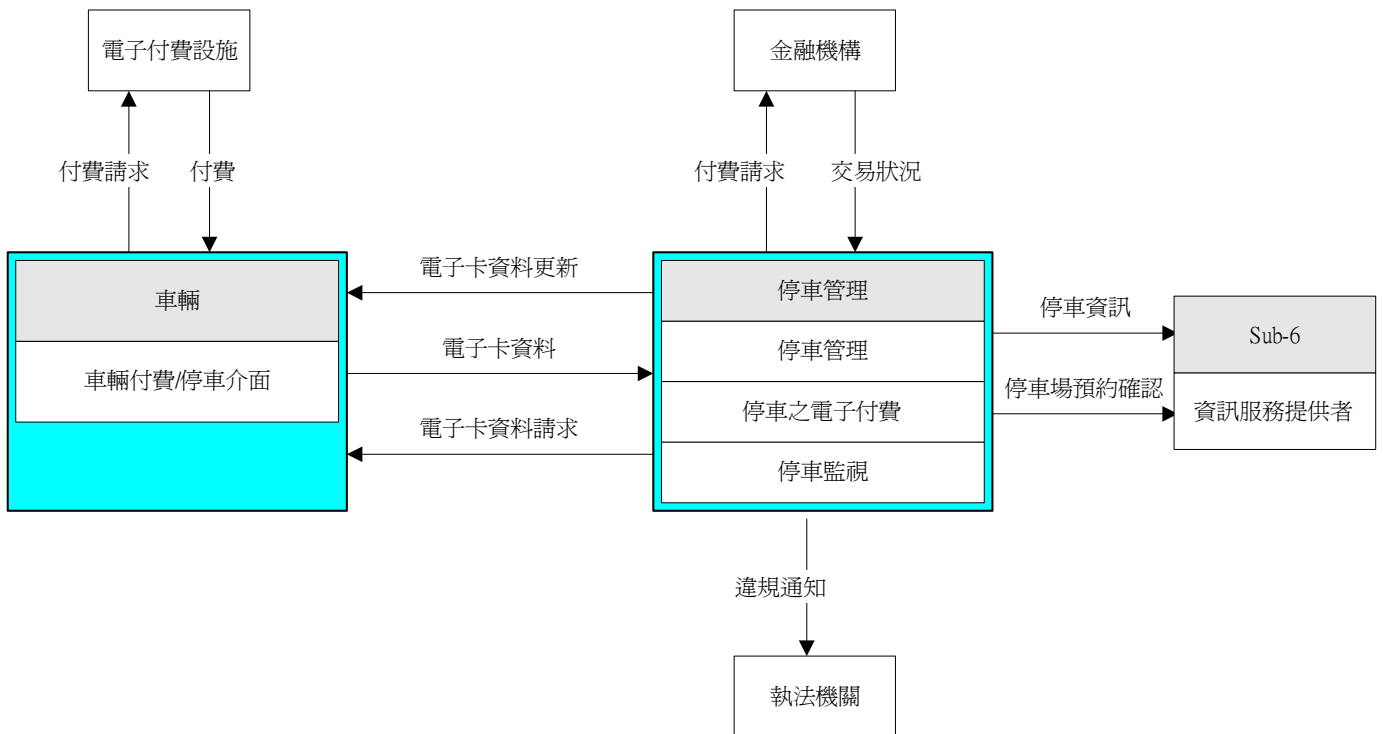 電子付費設施
金融機構
付費請求
付費
付費請求
交易狀況
車輛
車輛付費/停車介面
電子卡資料更新
電子卡資料
電子卡資料請求
停車管理
停車管理
停車之電子付費
停車監視
停車資訊
停車場預約確認
Sub-6
資訊服務提供者
違規通知
執法機關